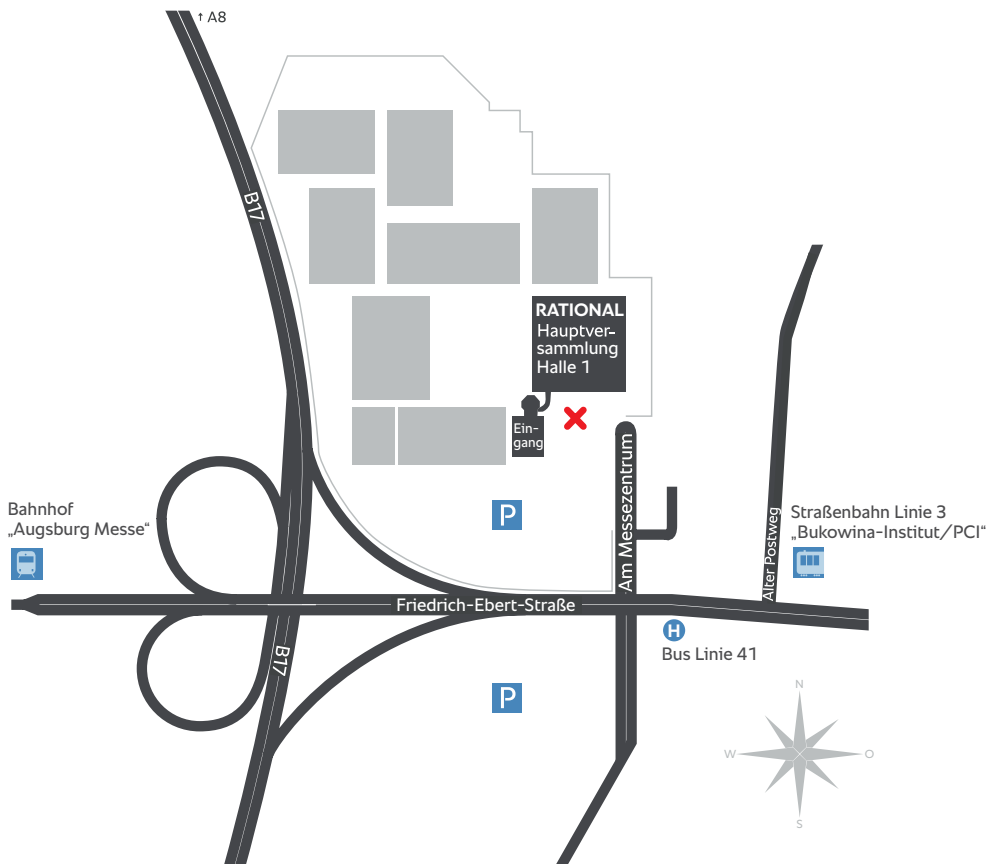 ↑ A8
B17
RATIONAL
Hauptver-
sammlung
Halle 1
Ein-
gang
Am Messezentrum
P
Bahnhof
„Augsburg Messe“
Straßenbahn Linie 3
„Bukowina-Institut/PCI“
Alter Postweg
Friedrich-Ebert-Straße
H
Bus Linie 41
B17
P
N
W
O
S